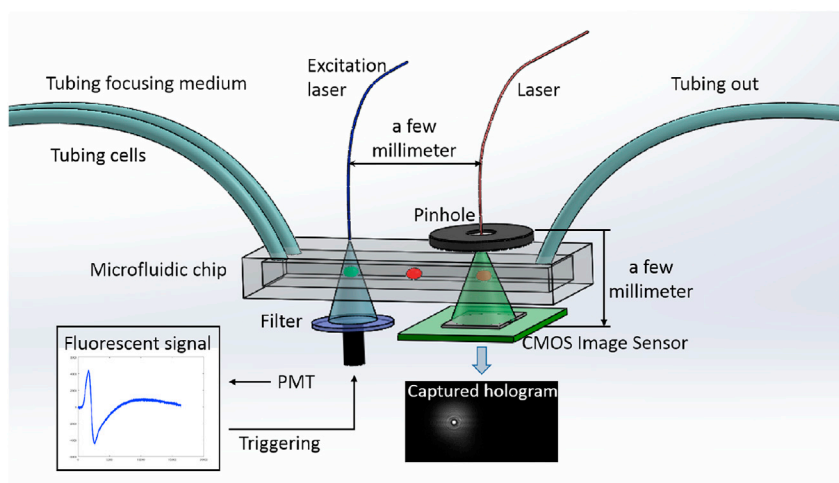 Tubing focusing medium
Tubing cells
Excitation
laser
Laser
Tubing out
a few
millimeter
Pinhole
Microfluidic chip
a few
millimeter
Filter
CMOS Image Sensor
Fluorescent signal
PMT
Triggering
Captured hologram